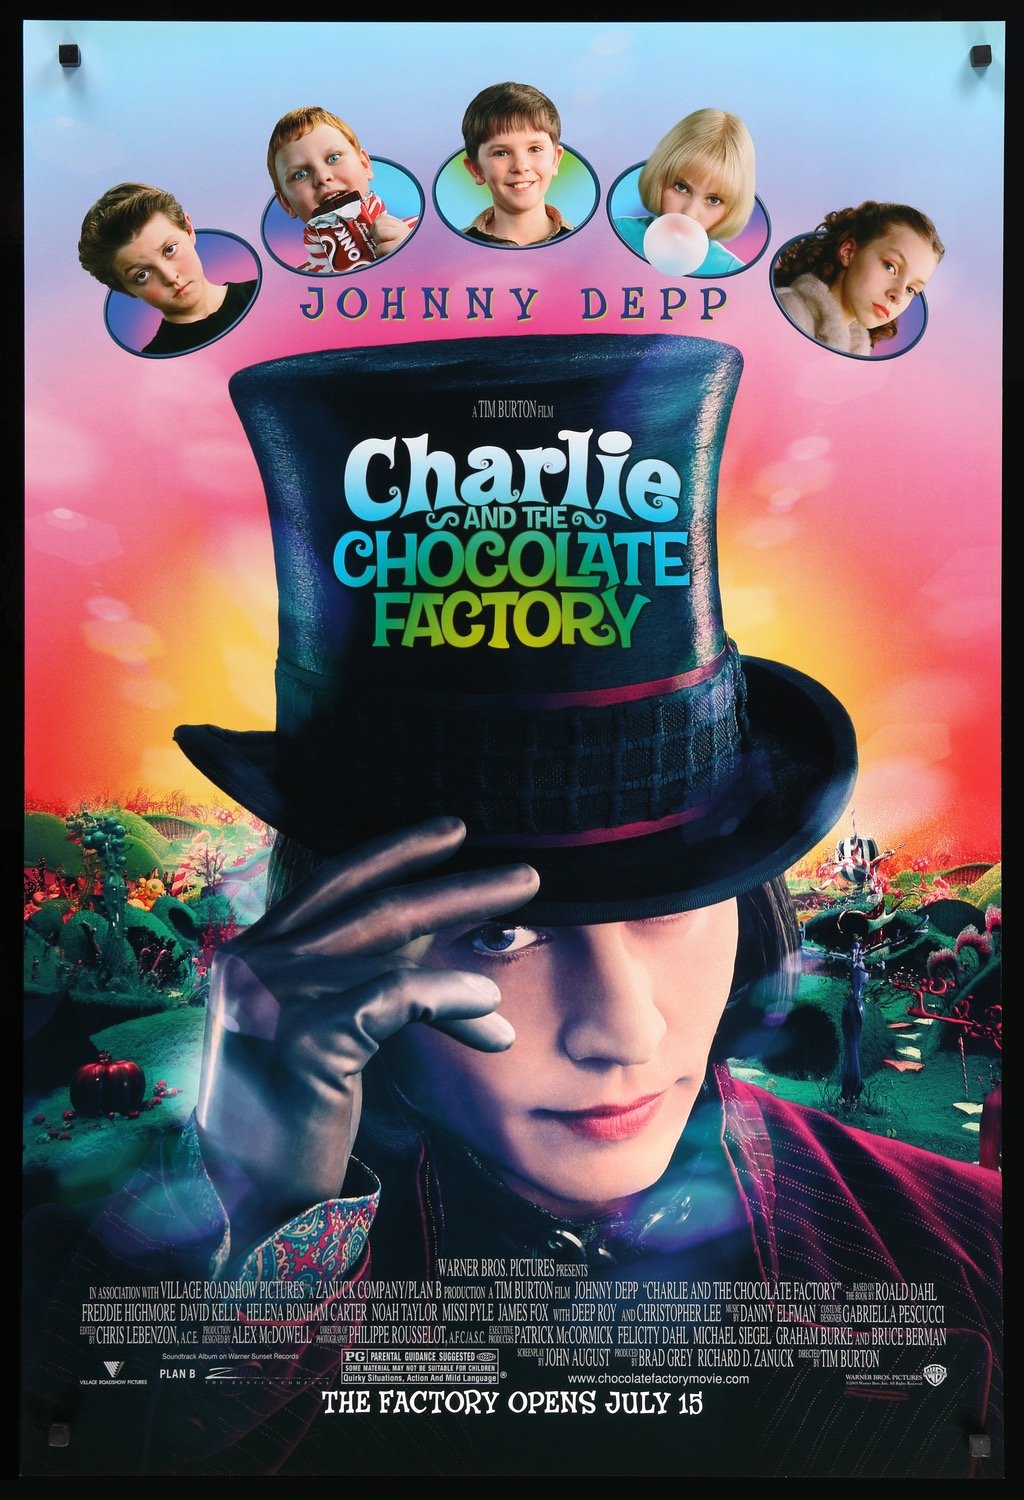 ONK
JOHNNY DEPP
A TIM BURTON FILM
Charlie
AND THE
CHOCOLATE
FACTORY
WARNER BROS. PICTURES PRESENTS
IN ASSOCIATION WITH VILLAGE ROADSHOW PICTURES A ZANUCK COMPANY/PLAN B PRODUCTION A TIM BURTON FILM JOHNNY DEPP "CHARLIE AND THE CHOCOLATE FACTORY" BASED ON THE BOOK BY ROALD DAHL
FREDDIE HIGHMORE DAVID KELLY HELENA BONHAM CARTER NOAH TAYLOR MISSI PYLE JAMES FOX WITH DEEP ROY AND CHRISTOPHER LEE MUSIC BY DANNY ELFMAN COSTUME DESIGNER GABRIELLA PESCUCCI
EDITED BY CHRIS LEBENZON, A.C.E. PRODUCTION DESIGNED BY ALEX McDOWELL DIRECTOR OF PHOTOGRAPHY PHILIPPE ROUSSELOT, A.F.C./A.S.C. EXECUTIVE PRODUCERS PATRICK McCORMICK FELICITY DAHL MICHAEL SIEGEL GRAHAM BURKE AND BRUCE BERMAN
SCREENPLAY BY JOHN AUGUST PRODUCED BY BRAD GREY RICHARD D. ZANUCK DIRECTED BY TIM BURTON
Soundtrack Album on Warner Sunset Records
VILLAGE ROADSHOW PICTURES
PLAN B
THE ZANUCK COMPANY
PG PARENTAL GUIDANCE SUGGESTED
SOME MATERIAL MAY NOT BE SUITABLE FOR CHILDREN
Quirky Situations, Action And Mild Language
www.chocolatefactorymovie.com
WARNER BROS. PICTURES
THE FACTORY OPENS JULY 15